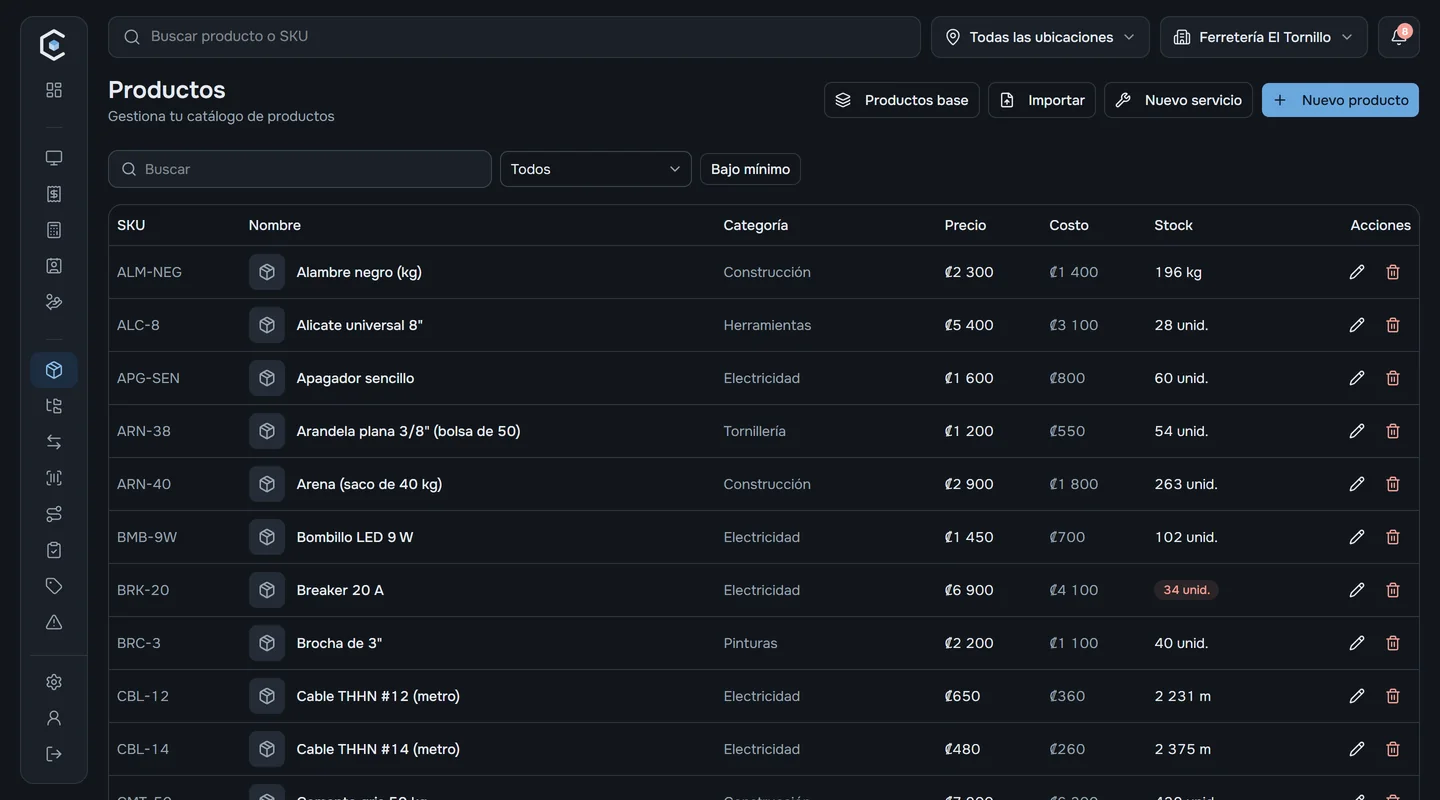 Buscar producto o SKU
Todas las ubicaciones
Ferretería El Tornillo
8
Productos
Gestiona tu catálogo de productos
Productos base
Importar
Nuevo servicio
Nuevo producto
Buscar
Todos
Bajo mínimo
SKU Nombre Categoría Precio Costo Stock Acciones
ALM-NEG Alambre negro (kg) Construcción ₡2 300 ₡1 400 196 kg
ALC-8 Alicate universal 8" Herramientas ₡5 400 ₡3 100 28 unid.
APG-SEN Apagador sencillo Electricidad ₡1 600 ₡800 60 unid.
ARN-38 Arandela plana 3/8" (bolsa de 50) Tornillería ₡1 200 ₡550 54 unid.
ARN-40 Arena (saco de 40 kg) Construcción ₡2 900 ₡1 800 263 unid.
BMB-9W Bombillo LED 9 W Electricidad ₡1 450 ₡700 102 unid.
BRK-20 Breaker 20 A Electricidad ₡6 900 ₡4 100 34 unid.
BRC-3 Brocha de 3" Pinturas ₡2 200 ₡1 100 40 unid.
CBL-12 Cable THHN #12 (metro) Electricidad ₡650 ₡360 2 231 m
CBL-14 Cable THHN #14 (metro) Electricidad ₡480 ₡260 2 375 m